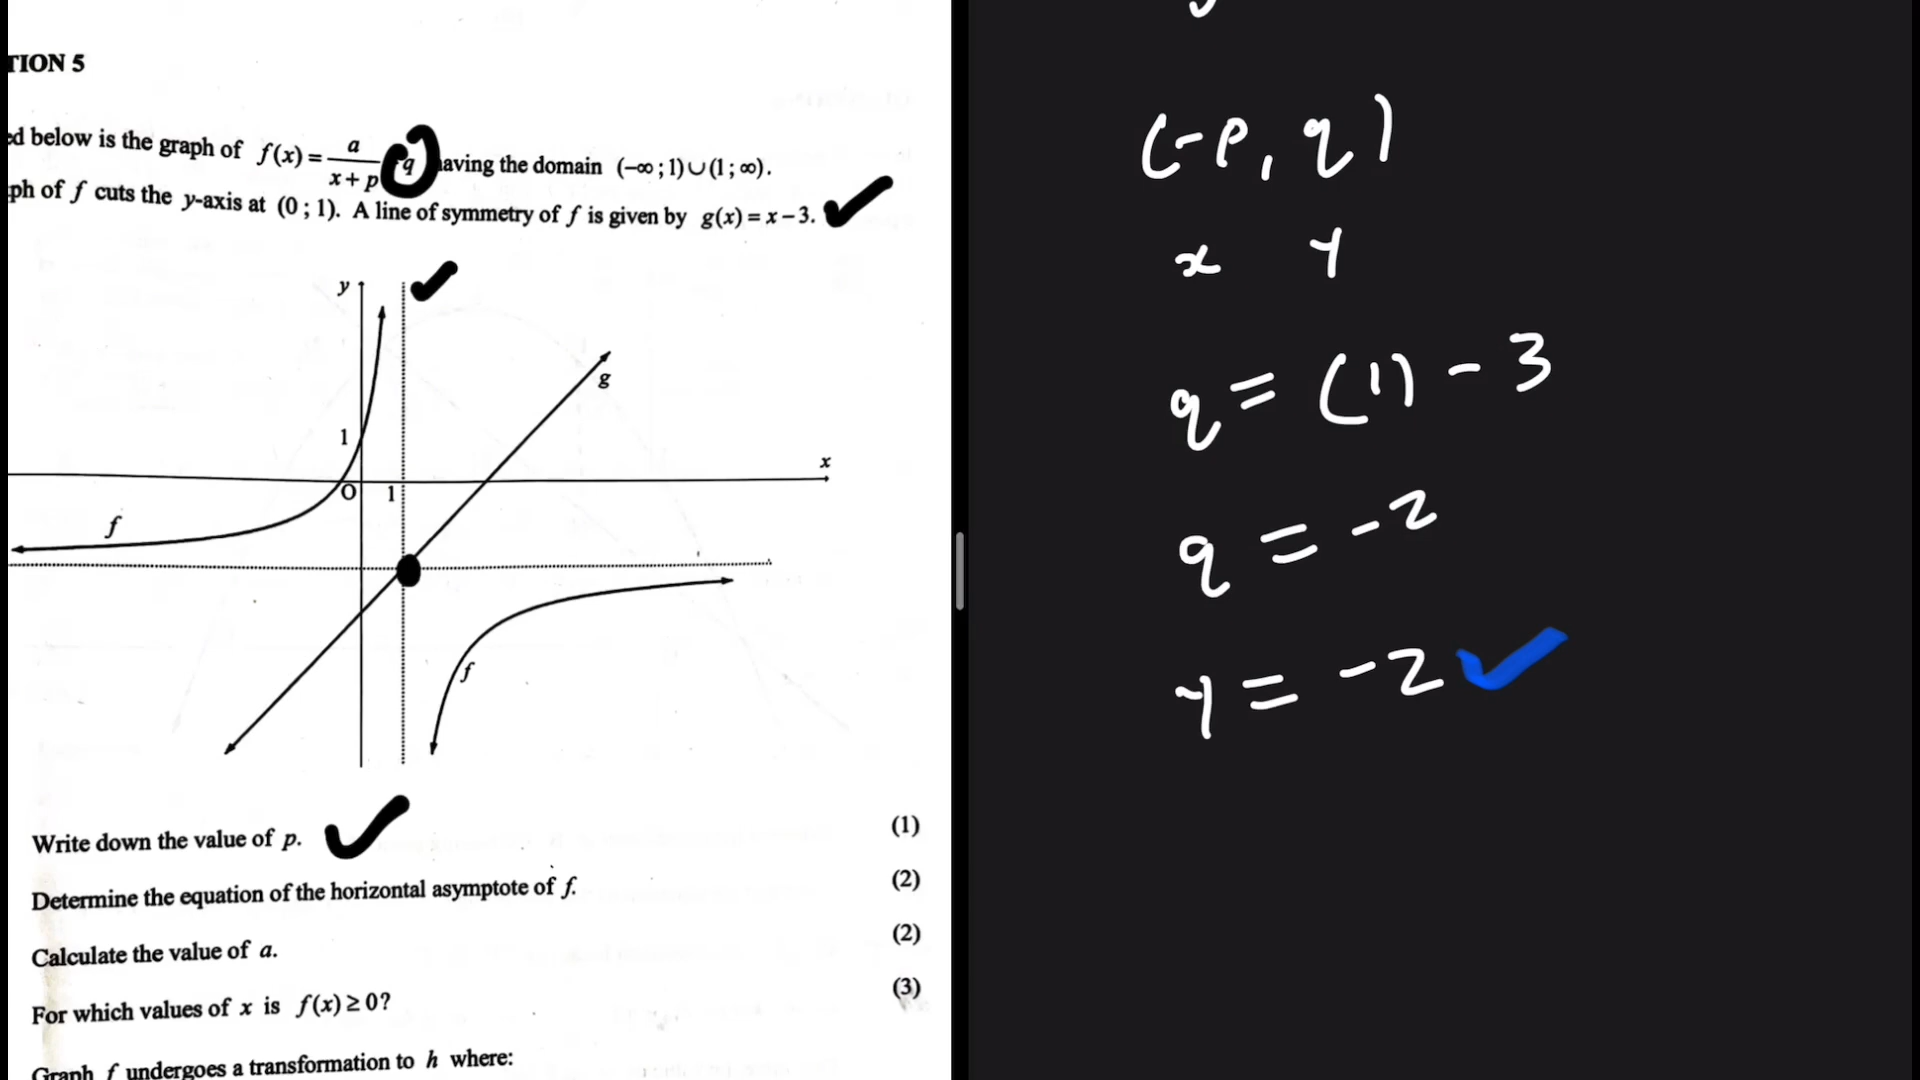 TION 5
ed below is the graph of f(x) = a/(x + p) + q having the domain (−∞ ; 1) ∪ (1 ; ∞).
ph of f cuts the y-axis at (0 ; 1). A line of symmetry of f is given by g(x) = x − 3.
y
g
1
x
O 1
f
f
Write down the value of p. (1)
Determine the equation of the horizontal asymptote of f. (2)
Calculate the value of a. (2)
For which values of x is f(x) ≥ 0? (3)
Graph f undergoes a transformation to h where:
(-p, q)
x y
q = (1) - 3
q = -2
y = -2